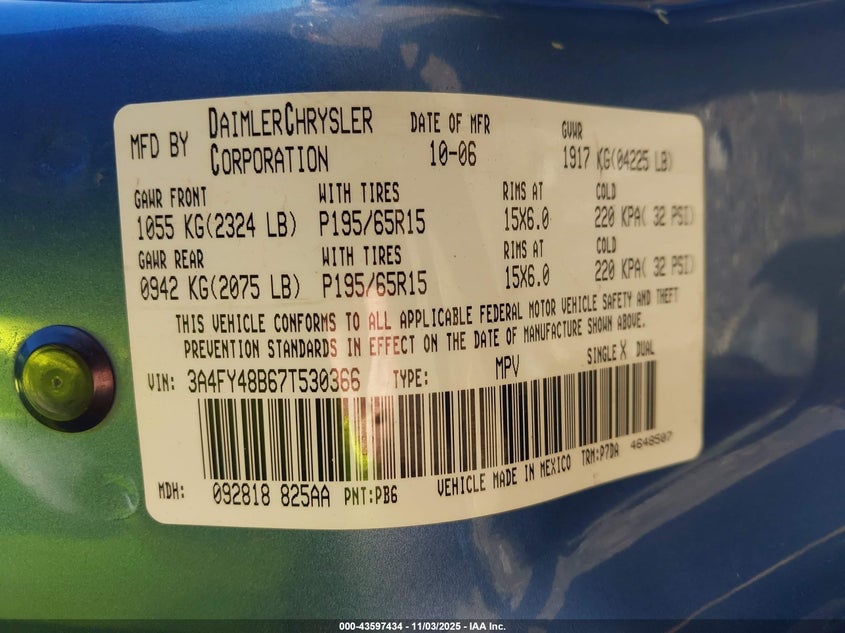 MFD BY DAIMLERCHRYSLER CORPORATION DATE OF MFR 10-06 GVWR 1917 KG(04225 LB)
GAWR FRONT WITH TIRES RIMS AT COLD
1055 KG(2324 LB) P195/65R15 15X6.0 220 KPA( 32 PSI)
GAWR REAR WITH TIRES RIMS AT COLD
0942 KG(2075 LB) P195/65R15 15X6.0 220 KPA( 32 PSI)
THIS VEHICLE CONFORMS TO ALL APPLICABLE FEDERAL MOTOR VEHICLE SAFETY AND THEFT
PREVENTION STANDARDS IN EFFECT ON THE DATE OF MANUFACTURE SHOWN ABOVE.
VIN: 3A4FY48B67T530366 TYPE: MPV SINGLE X DUAL
MDH: 092818 825AA PNT:PB6 VEHICLE MADE IN MEXICO TRM:P7DA 4648507
000-43597434 - 11/03/2025 - IAA Inc.